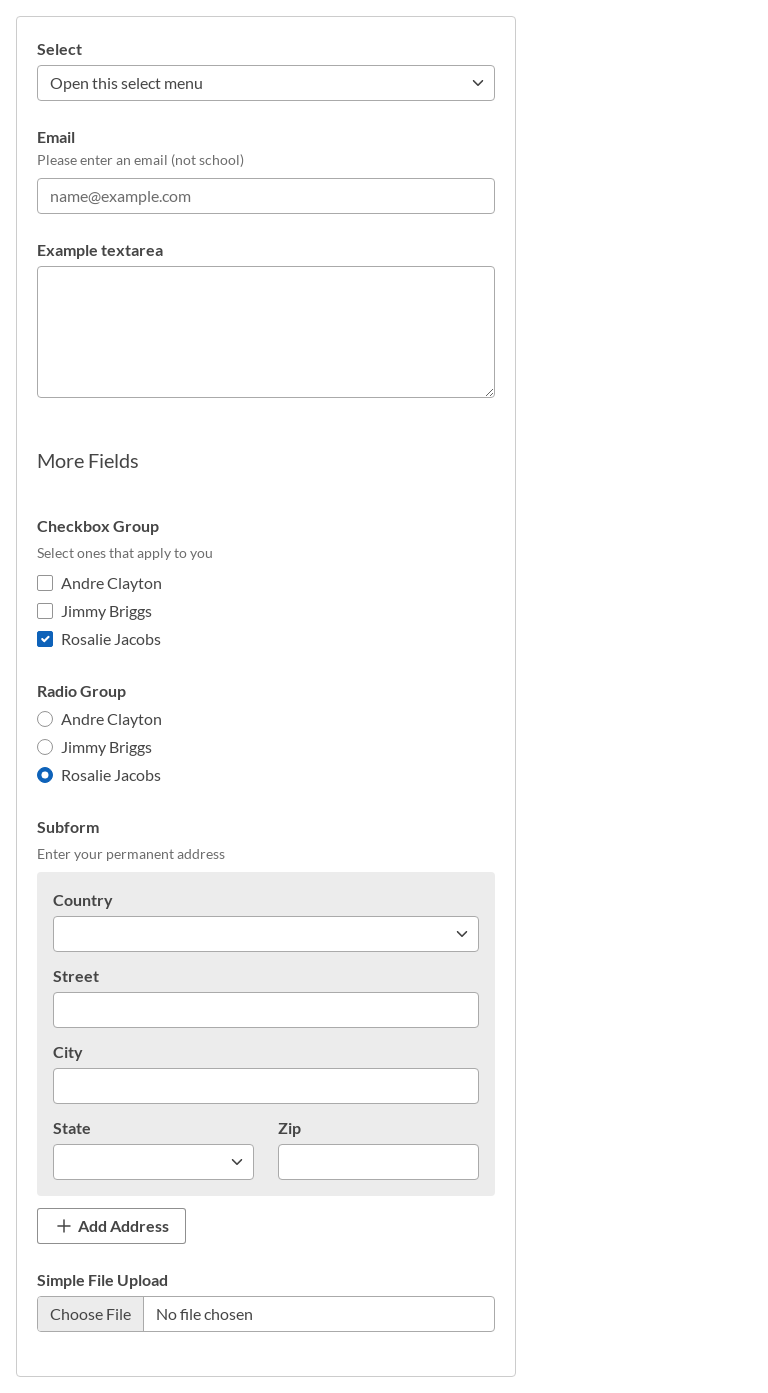 Select
Open this select menu
Email
Please enter an email (not school)
name@example.com
Example textarea
More Fields
Checkbox Group
Select ones that apply to you
Andre Clayton
Jimmy Briggs
Rosalie Jacobs
Radio Group
Andre Clayton
Jimmy Briggs
Rosalie Jacobs
Subform
Enter your permanent address
Country
Street
City
State Zip
Add Address
Simple File Upload
Choose File No file chosen